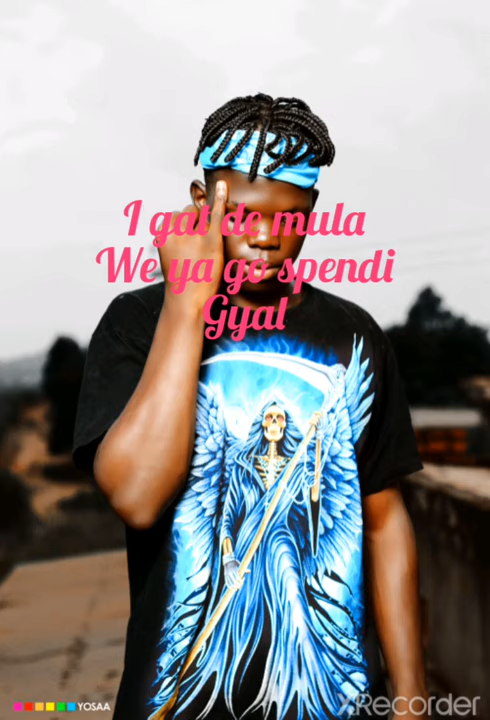 I gat de mula
We ya go spendi
Gyal
YOSAA
XRecorder